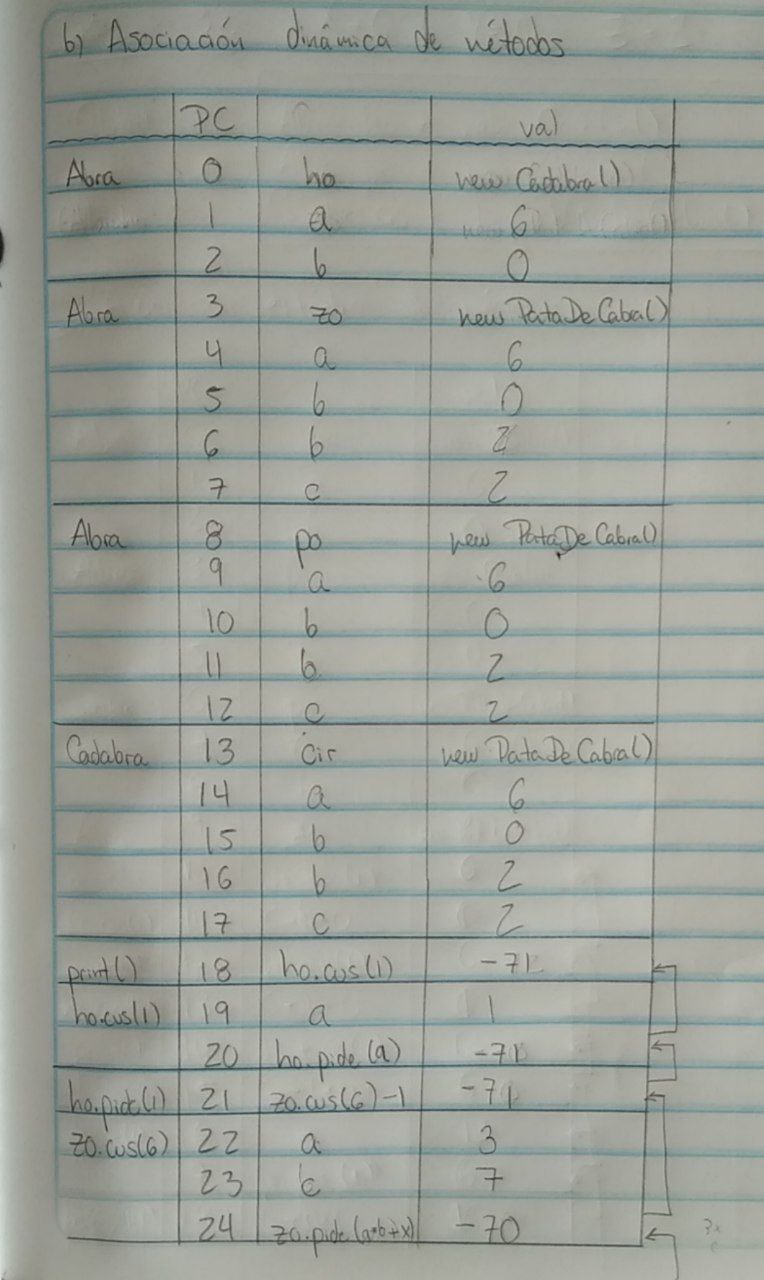 b) Asociación dinámica de métodos
PC val
Abra 0 ho new Cadabra()
1 a 6
2 b 0
Abra 3 zo new PataDeCabra()
4 a 6
5 b 0
6 b 2
7 c 2
Abra 8 po new PataDeCabra()
9 a 6
10 b 0
11 b 2
12 c 2
Cadabra 13 cir new PataDeCabra()
14 a 6
15 b 0
16 b 2
17 c 2
print() 18 ho.cus(1) -71
ho.cus(1) 19 a 1
20 ho.pide(a) -71
ho.pide(1) 21 zo.cus(6)-1 -71
zo.cus(6) 22 a 3
23 b 7
24 zo.pide(a*b+x) -70